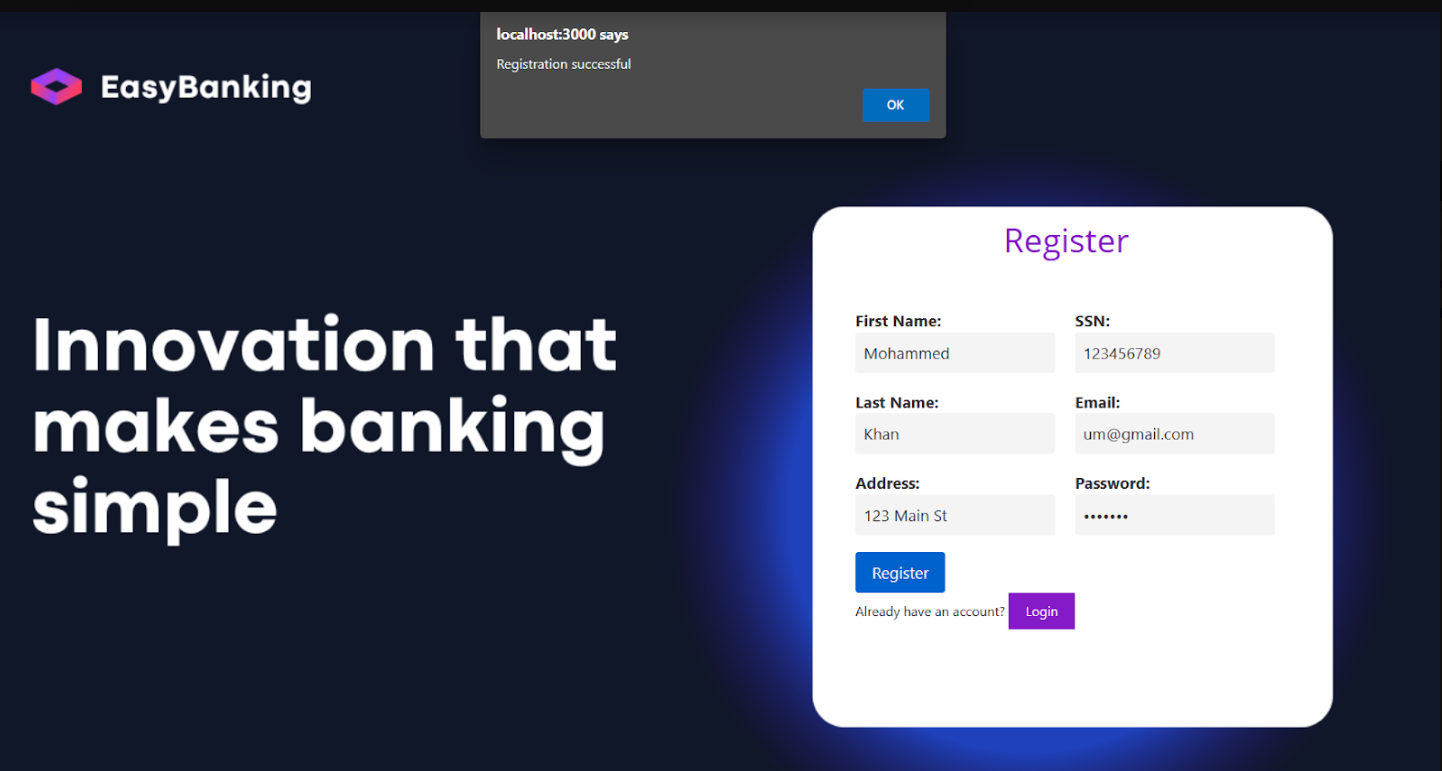 localhost:3000 says
Registration successful
OK
EasyBanking
Innovation that
makes banking
simple
Register
First Name:
Mohammed
SSN:
123456789
Last Name:
Khan
Email:
um@gmail.com
Address:
123 Main St
Password:
•••••••
Register
Already have an account? Login